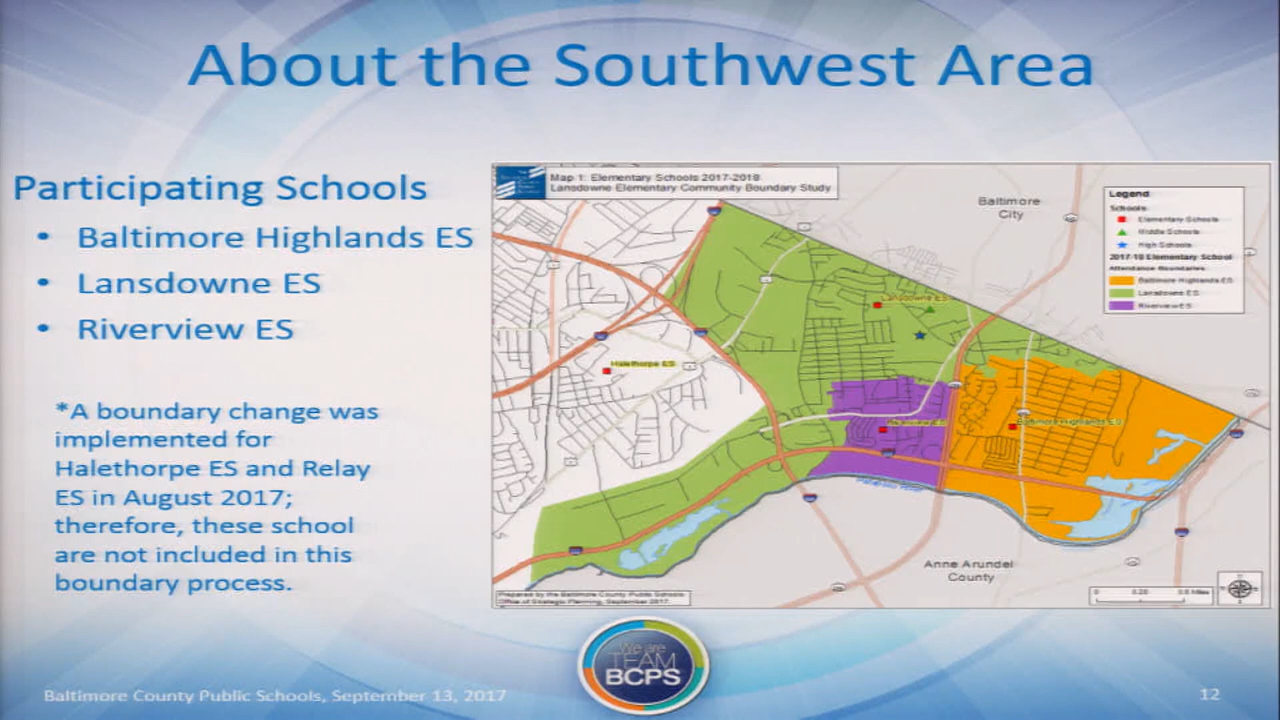 About the Southwest Area
Participating Schools
• Baltimore Highlands ES
• Lansdowne ES
• Riverview ES
*A boundary change was
implemented for
Halethorpe ES and Relay
ES in August 2017;
therefore, these school
are not included in this
boundary process.
Map 1: Elementary Schools 2017-2018
Lansdowne Elementary Community Boundary Study
Baltimore
City
Legend
Schools
Elementary Schools
Middle Schools
High Schools
2017-18 Elementary School
Attendance Boundaries
Baltimore Highlands ES
Lansdowne ES
Riverview ES
Lansdowne ES
Halethorpe ES
Riverview ES
Baltimore Highlands ES
Patapsco River
Anne Arundel
County
Prepared by the Baltimore County Public Schools
Office of Strategic Planning, September 2017
We are
TEAM
BCPS
Baltimore County Public Schools, September 13, 2017
12